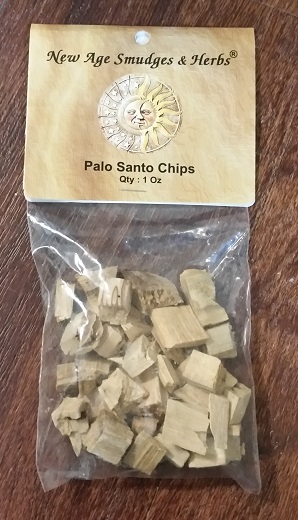 New Age Smudges & Herbs®
Palo Santo Chips
Qty : 1 Oz